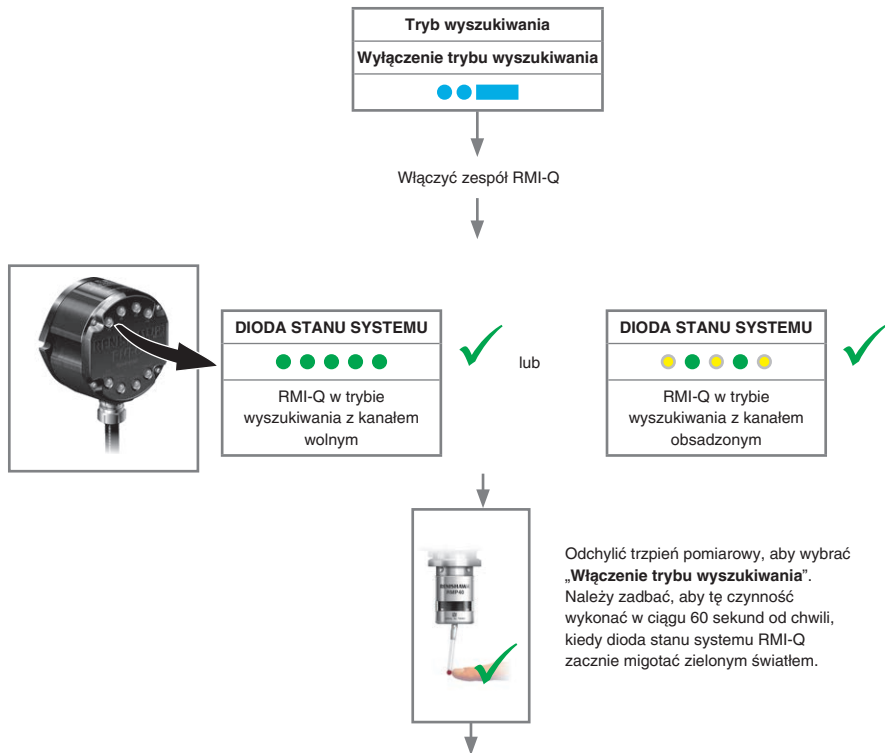 Tryb wyszukiwania
Wyłączenie trybu wyszukiwania
Włączyć zespół RMI-Q
DIODA STANU SYSTEMU
RMI-Q w trybie
wyszukiwania z kanałem
wolnym
lub
DIODA STANU SYSTEMU
RMI-Q w trybie
wyszukiwania z kanałem
obsadzonym
RENISHAW
RMP40
Odchylić trzpień pomiarowy, aby wybrać
„Włączenie trybu wyszukiwania”.
Należy zadbać, aby tę czynność
wykonać w ciągu 60 sekund od chwili,
kiedy dioda stanu systemu RMI-Q
zacznie migotać zielonym światłem.